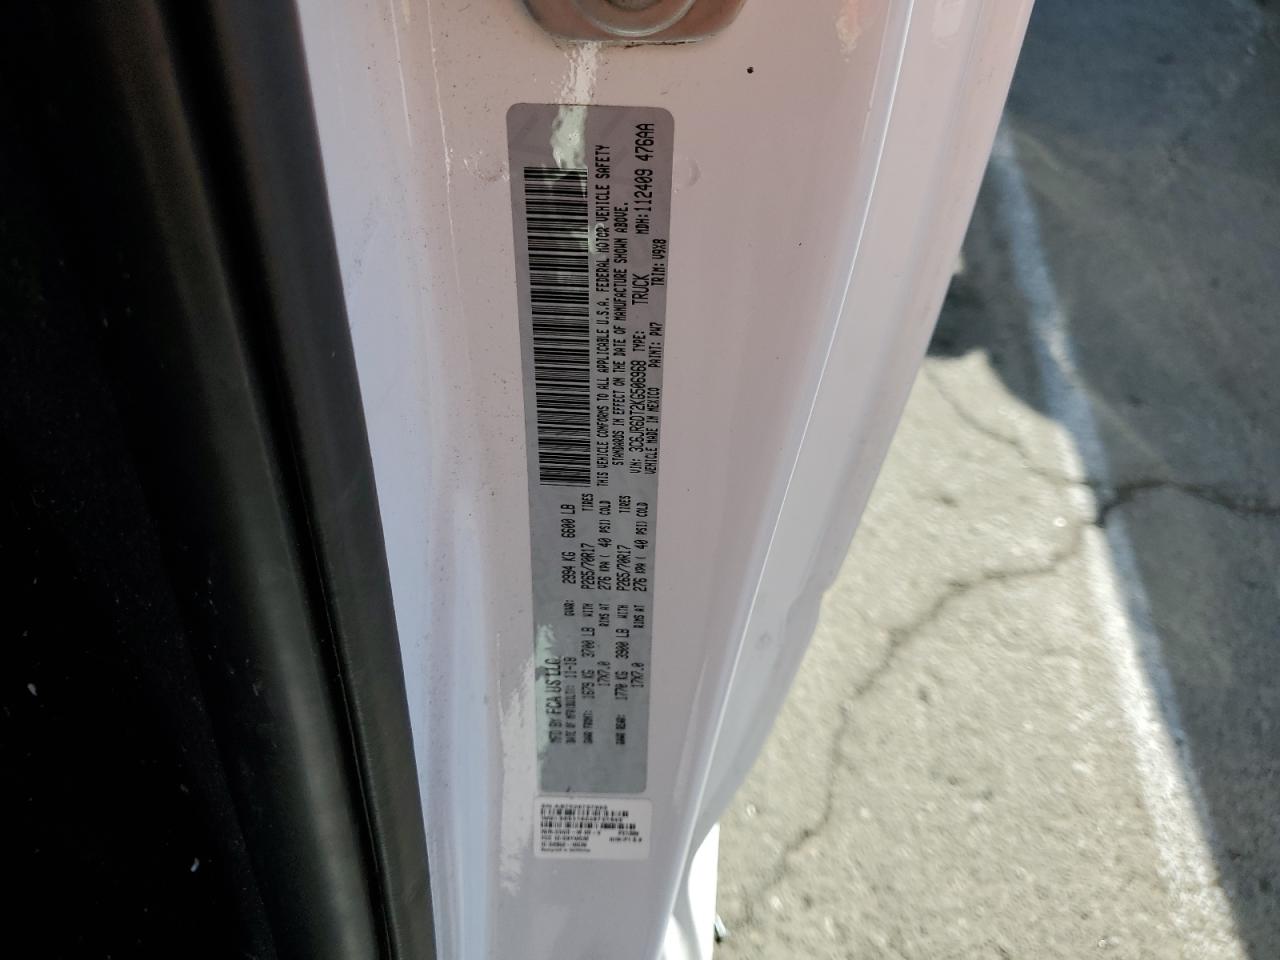 MFD BY FCA US LLC
DATE OF MFR(BUILT): 11-18 GVWR: 2994 KG 6600 LB
GAWR FRONT: 1679 KG 3700 LB WITH P265/70R17 TIRES
17X7.0 RIMS AT 276 KPA( 40 PSI) COLD
GAWR REAR: 1770 KG 3900 LB WITH P265/70R17 TIRES
17X7.0 RIMS AT 276 KPA( 40 PSI) COLD
THIS VEHICLE CONFORMS TO ALL APPLICABLE U.S.A. FEDERAL MOTOR VEHICLE SAFETY
STANDARDS IN EFFECT ON THE DATE OF MANUFACTURE SHOWN ABOVE.
VIN: 3C6JR6DT2KG506968 TYPE: TRUCK MDH: 112409 476AA
VEHICLE MADE IN MEXICO PAINT: PW7 TRIM: V9X8